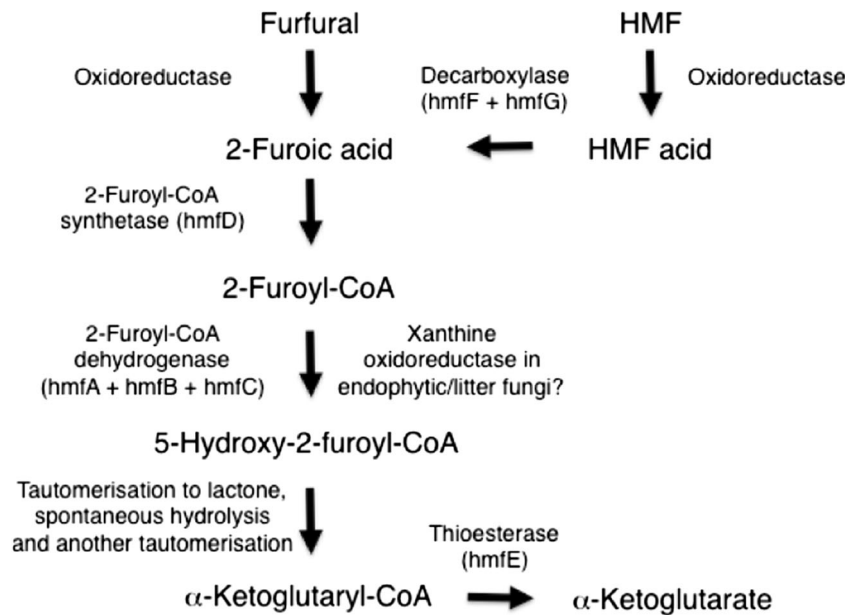 Furfural
HMF
Oxidoreductase
Decarboxylase
(hmfF + hmfG)
Oxidoreductase
2-Furoic acid
HMF acid
2-Furoyl-CoA
synthetase (hmfD)
2-Furoyl-CoA
2-Furoyl-CoA
dehydrogenase
(hmfA + hmfB + hmfC)
Xanthine
oxidoreductase in
endophytic/litter fungi?
5-Hydroxy-2-furoyl-CoA
Tautomerisation to lactone,
spontaneous hydrolysis
and another tautomerisation
Thioesterase
(hmfE)
α-Ketoglutaryl-CoA
α-Ketoglutarate